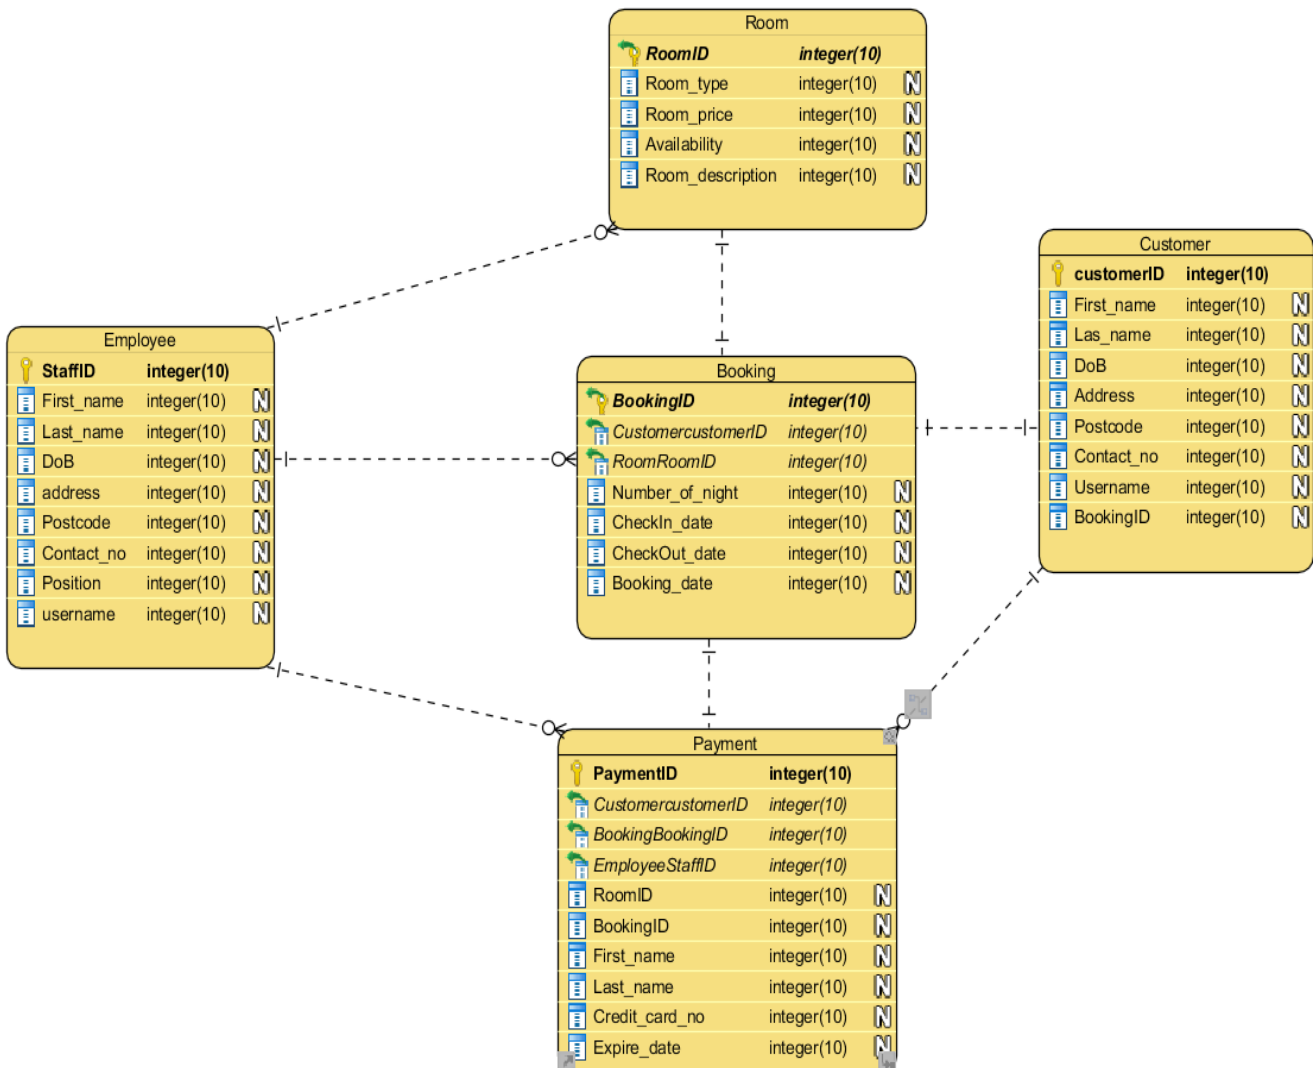 Room
RoomID integer(10)
Room_type integer(10) N
Room_price integer(10) N
Availability integer(10) N
Room_description integer(10) N
Customer
customerID integer(10)
First_name integer(10) N
Las_name integer(10) N
DoB integer(10) N
Address integer(10) N
Postcode integer(10) N
Contact_no integer(10) N
Username integer(10) N
BookingID integer(10) N
Employee
StaffID integer(10)
First_name integer(10) N
Last_name integer(10) N
DoB integer(10) N
address integer(10) N
Postcode integer(10) N
Contact_no integer(10) N
Position integer(10) N
username integer(10) N
Booking
BookingID integer(10)
CustomercustomerID integer(10)
RoomRoomID integer(10)
Number_of_night integer(10) N
CheckIn_date integer(10) N
CheckOut_date integer(10) N
Booking_date integer(10) N
Payment
PaymentID integer(10)
CustomercustomerID integer(10)
BookingBookingID integer(10)
EmployeeStaffID integer(10)
RoomID integer(10) N
BookingID integer(10) N
First_name integer(10) N
Last_name integer(10) N
Credit_card_no integer(10) N
Expire_date integer(10) N